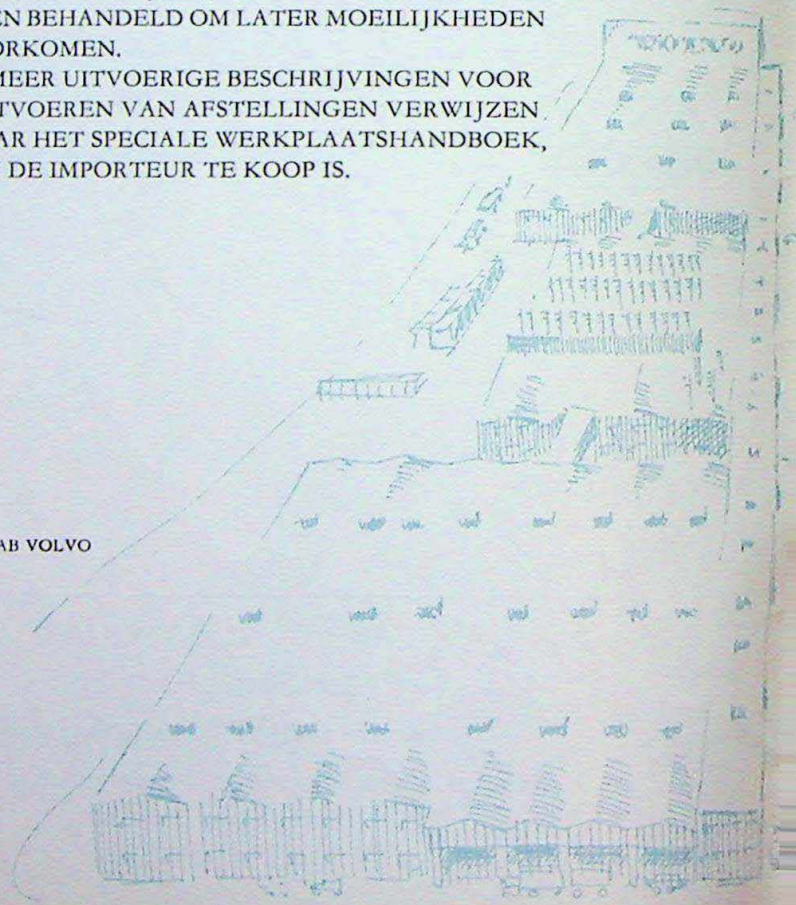 EN BEHANDELD OM LATER MOEILIJKHEDEN
ORKOMEN.
MEER UITVOERIGE BESCHRIJVINGEN VOOR
TVOEREN VAN AFSTELLINGEN VERWIJZEN
AR HET SPECIALE WERKPLAATSHANDBOEK,
DE IMPORTEUR TE KOOP IS.
AB VOLVO